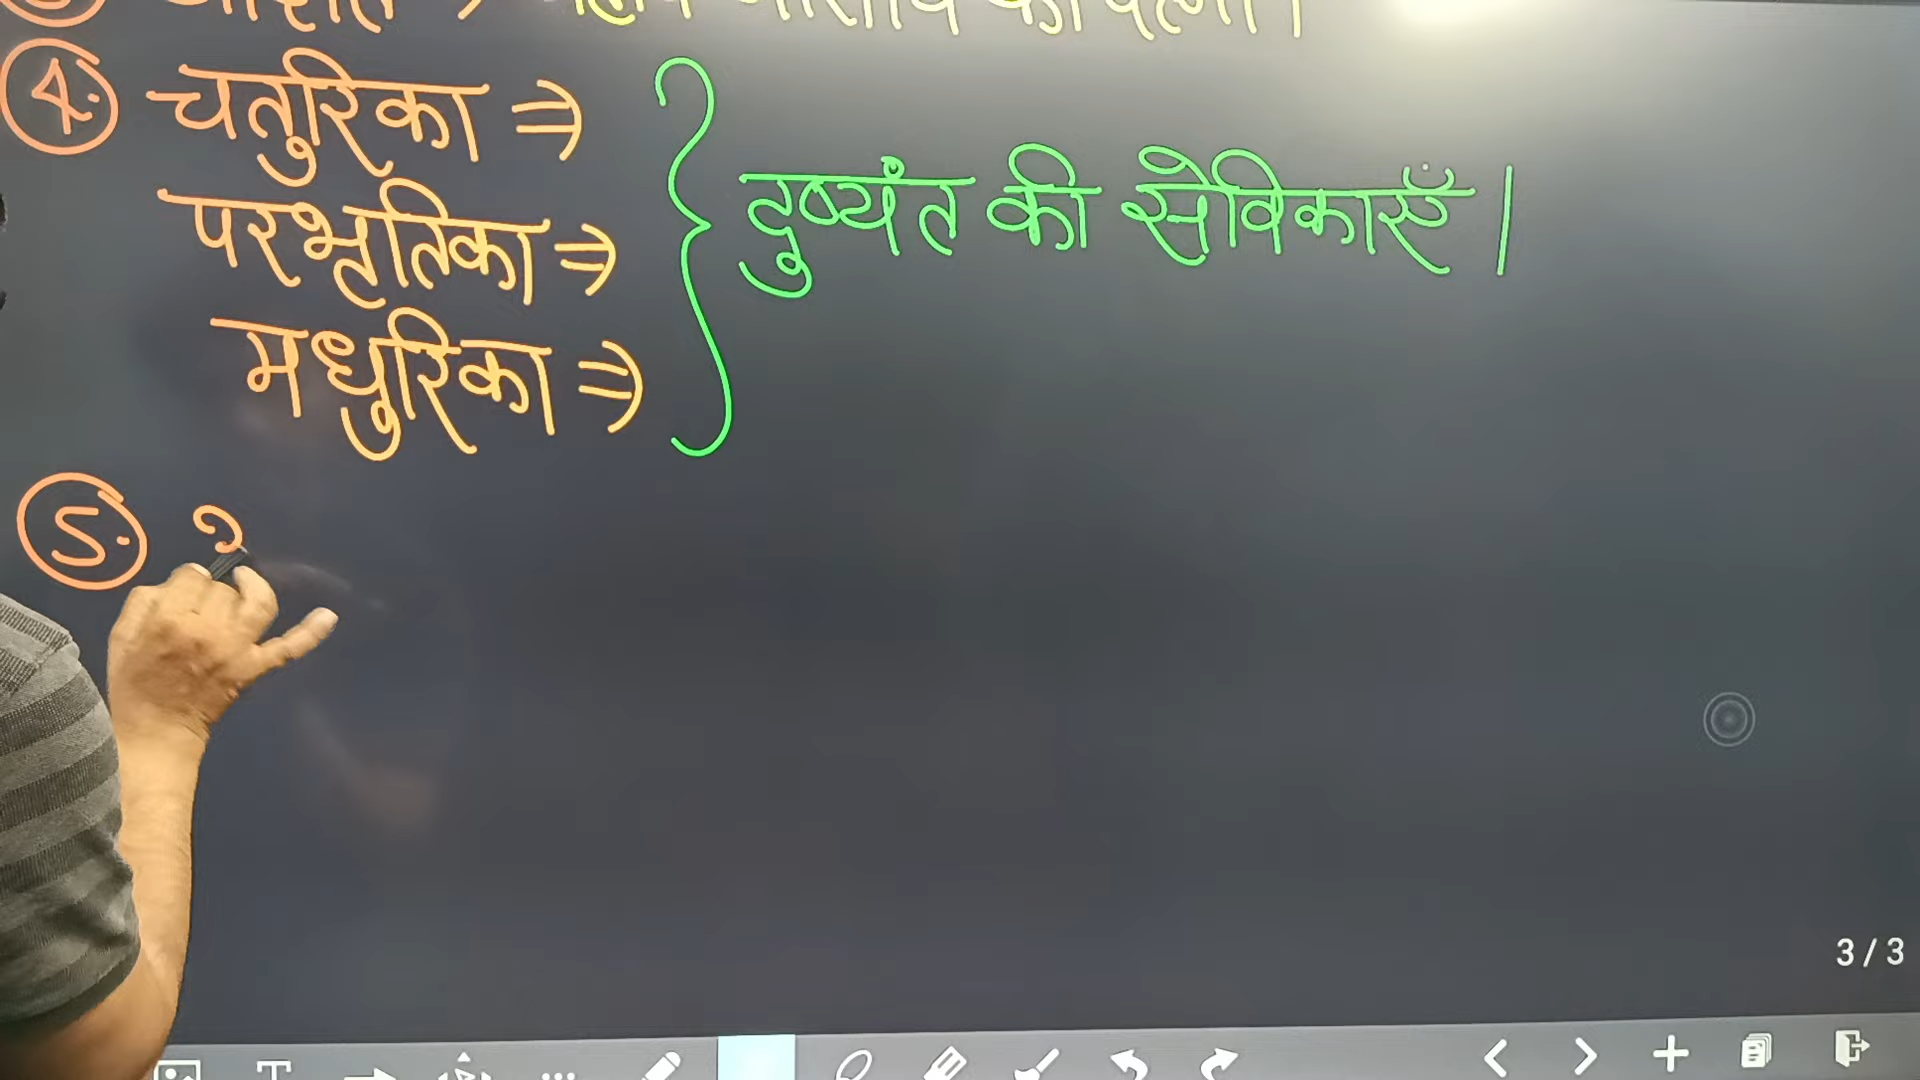 की
④ चतुरिका ⇒
परभृतिका ⇒
मधुरिका ⇒
दुष्यंत की सेविकाएँ |
⑤
3 / 3